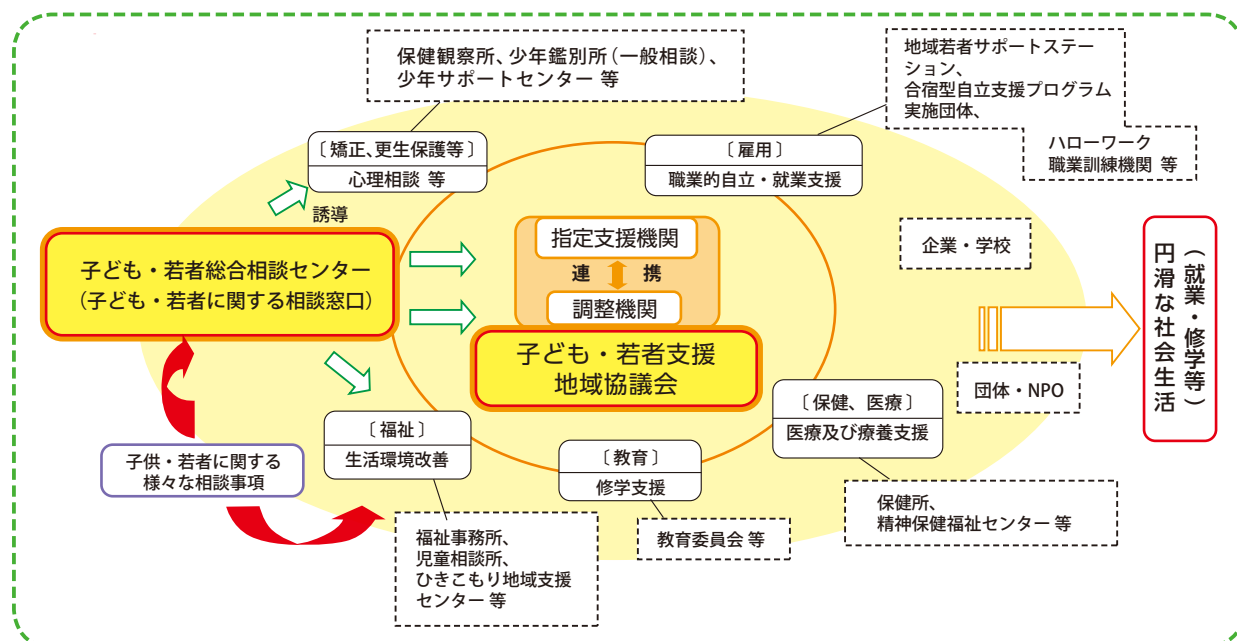 保健観察所、少年鑑別所（一般相談）、
少年サポートセンター 等
地域若者サポートステー
ション、
合宿型自立支援プログラム
実施団体、
ハローワーク
職業訓練機関 等
〔 矯正、更生保護等 〕
心理相談 等
〔 雇用 〕
職業的自立・就業支援
誘導
子ども・若者総合相談センター
（子ども・若者に関する相談窓口）
指定支援機関
連 携
調整機関
子ども・若者支援
地域協議会
企業・学校
団体・NPO
円滑な社会生活
（就業・修学等）
〔 保健、医療 〕
医療及び療養支援
〔 福祉 〕
生活環境改善
〔 教育 〕
修学支援
子供・若者に関する
様々な相談事項
福祉事務所、
児童相談所、
ひきこもり地域支援
センター 等
教育委員会 等
保健所、
精神保健福祉センター 等